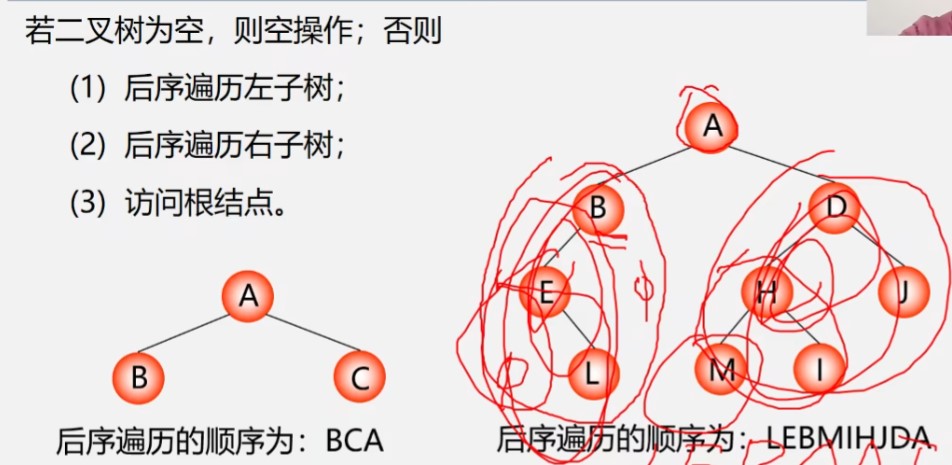 若二叉树为空，则空操作；否则
(1) 后序遍历左子树；
(2) 后序遍历右子树；
(3) 访问根结点。
A
B
D
E
H
J
L
M
I
A
B
C
后序遍历的顺序为：BCA
后序遍历的顺序为：LEBMIHJDA